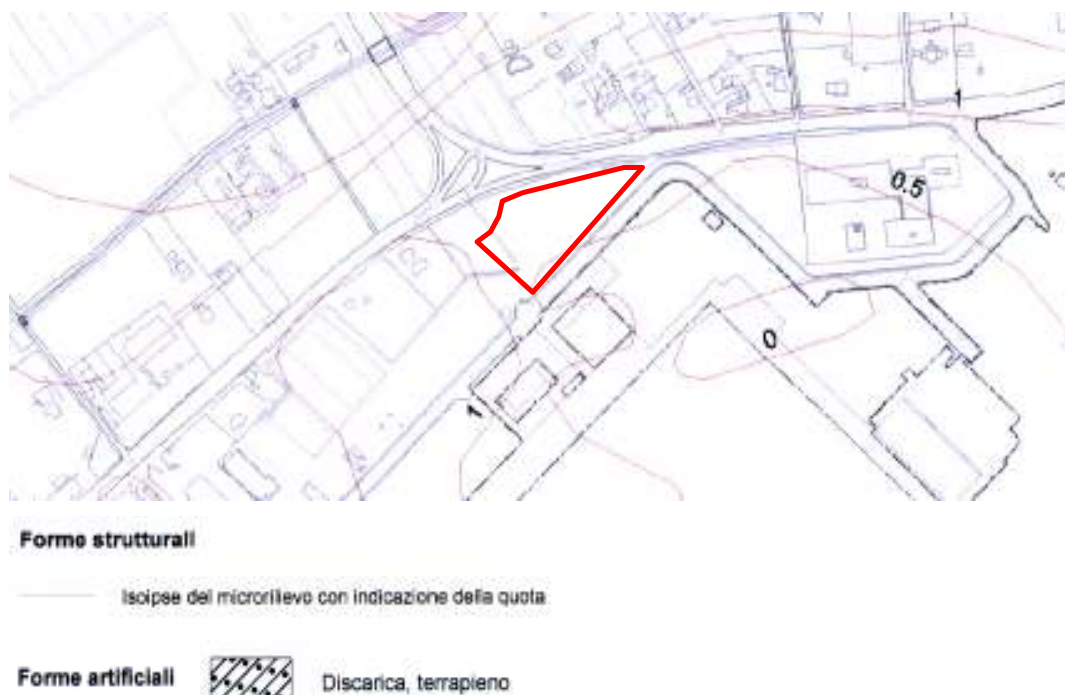 1
0.5
0
1
Forme strutturali
Isoipse del microrilievo con indicazione della quota
Forme artificiali
Discarica, terrapieno